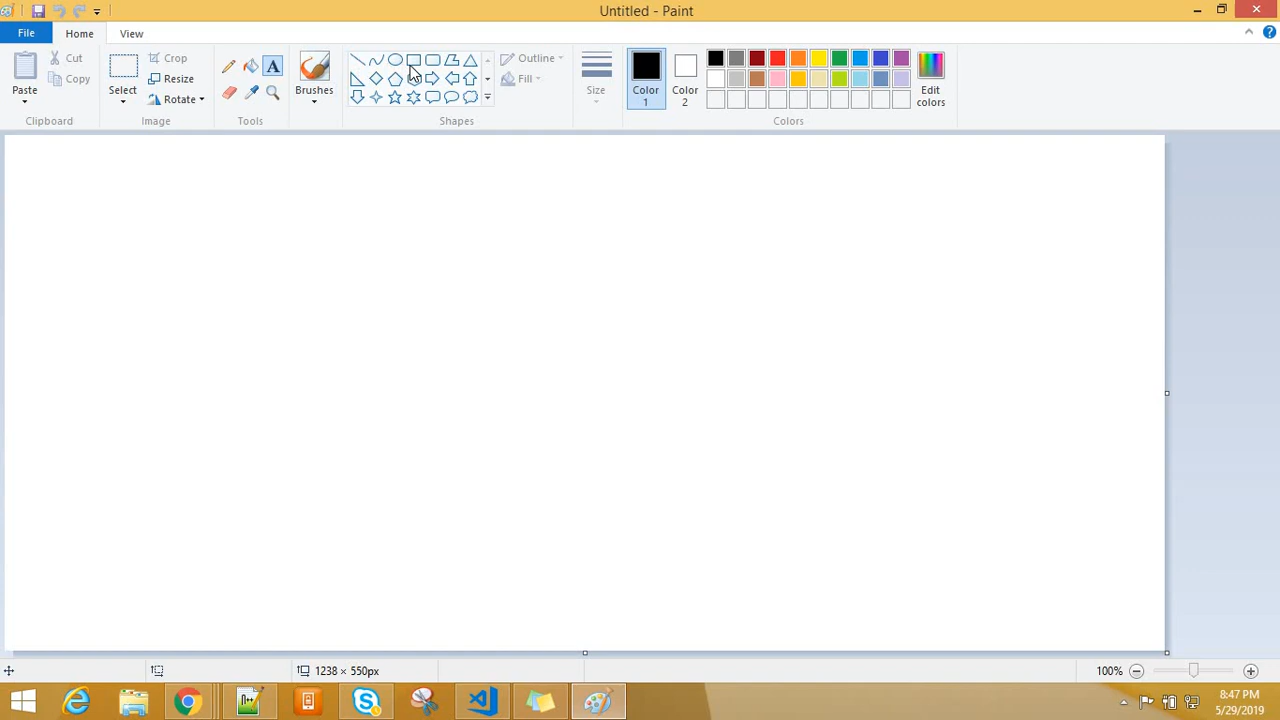 Untitled - Paint
File Home View
Paste Cut Copy
Clipboard
Select Crop Resize Rotate
Image
A
Tools
Brushes
Shapes
Outline Fill
Size
Color 1 Color 2
Edit colors
Colors
1238 × 550px 100%
8:47 PM
5/29/2019